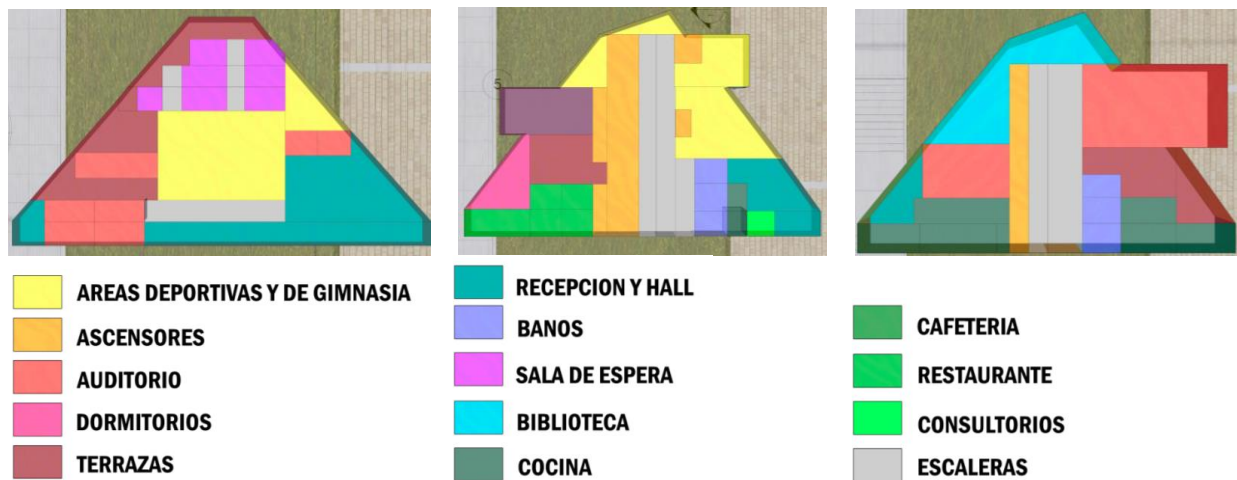 5
AREAS DEPORTIVAS Y DE GIMNASIA
ASCENSORES
AUDITORIO
DORMITORIOS
TERRAZAS
RECEPCION Y HALL
BANOS
SALA DE ESPERA
BIBLIOTECA
COCINA
CAFETERIA
RESTAURANTE
CONSULTORIOS
ESCALERAS